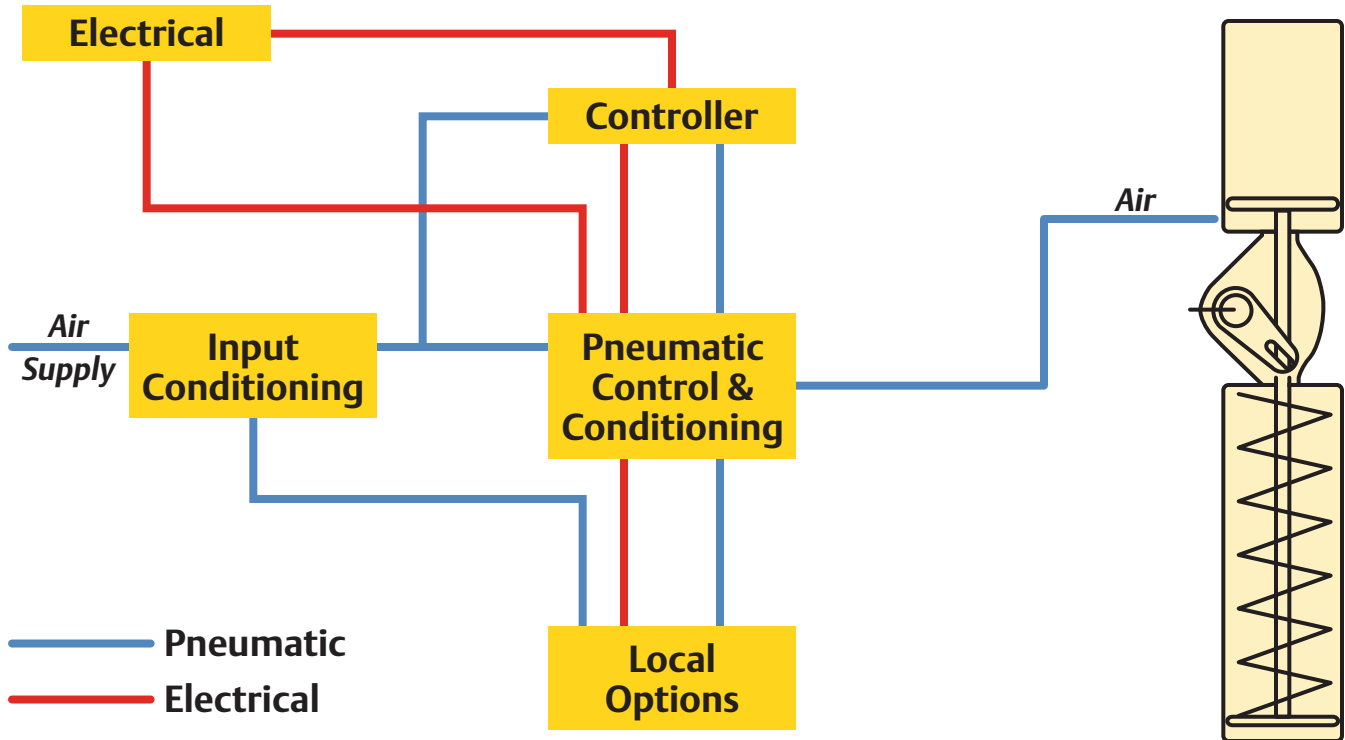 Electrical
Controller
Air
Air
Supply
Input
Conditioning
Pneumatic
Control &
Conditioning
Local
Options
Pneumatic
Electrical